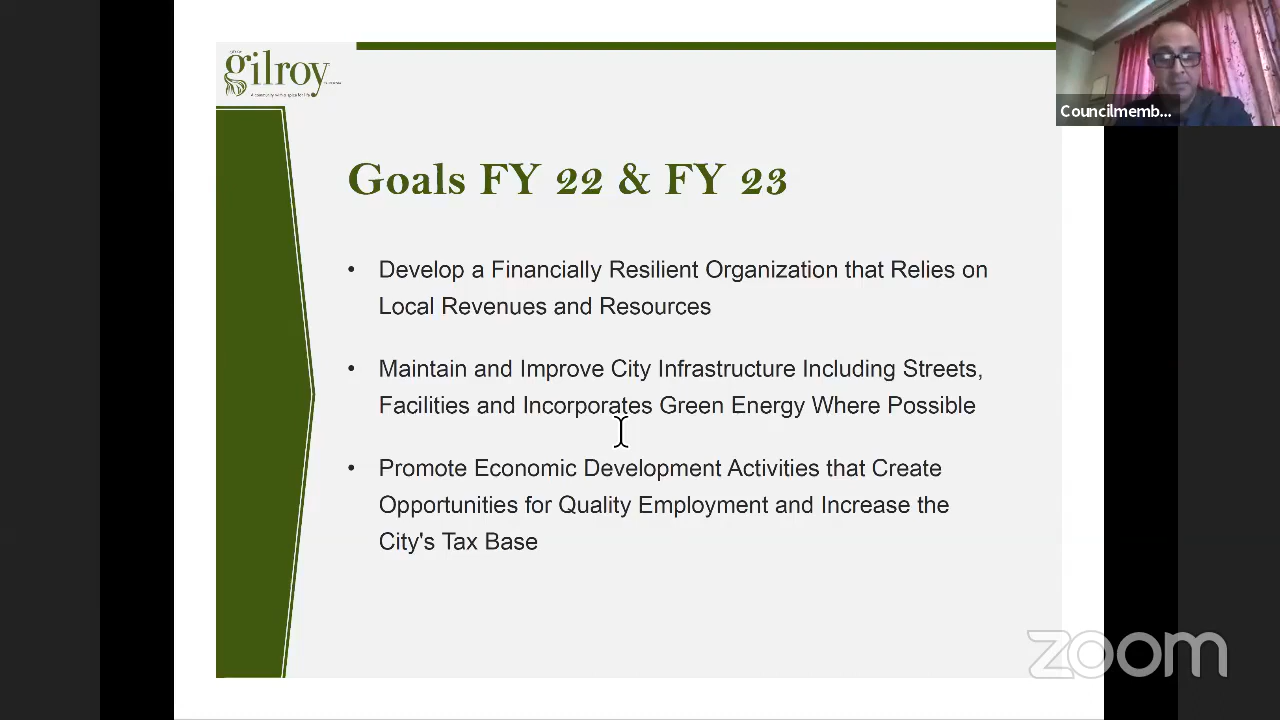 gilroy
Councilmemb...
Goals FY 22 & FY 23
• Develop a Financially Resilient Organization that Relies on
Local Revenues and Resources
• Maintain and Improve City Infrastructure Including Streets,
Facilities and Incorporates Green Energy Where Possible
• Promote Economic Development Activities that Create
Opportunities for Quality Employment and Increase the
City's Tax Base
zoom